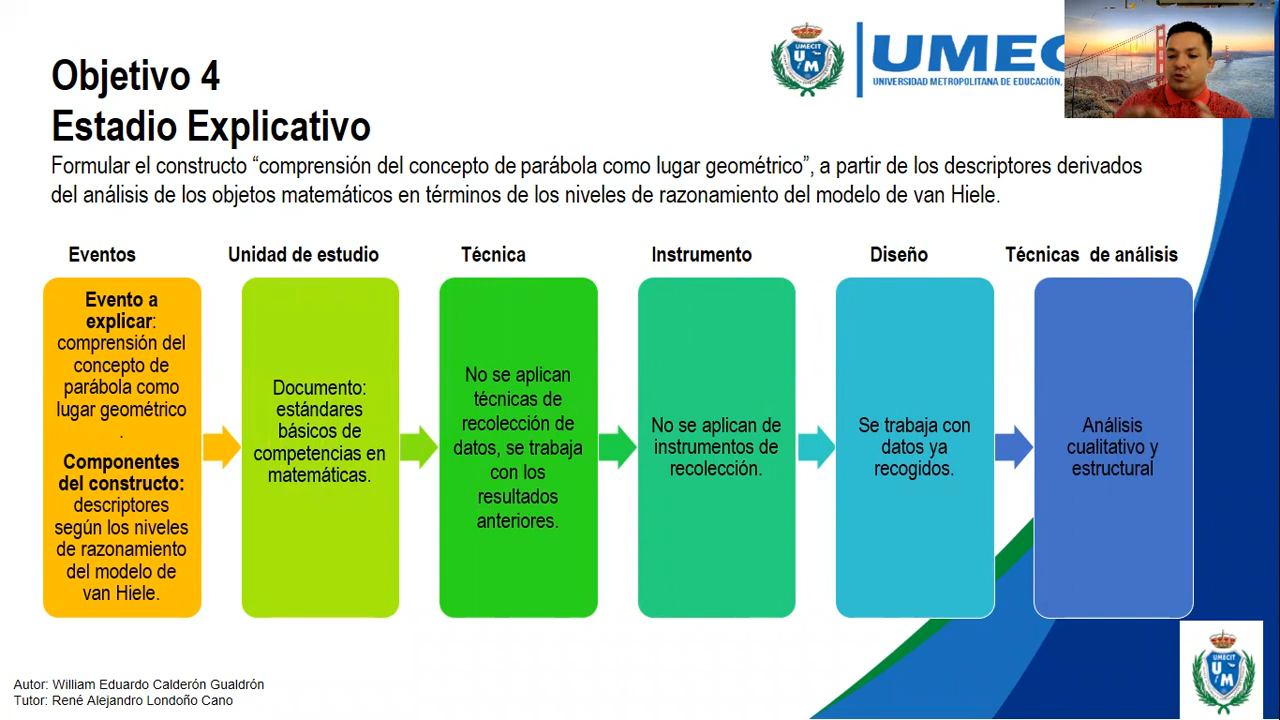 Objetivo 4
Estadio Explicativo
Formular el constructo “comprensión del concepto de parábola como lugar geométrico”, a partir de los descriptores derivados
del análisis de los objetos matemáticos en términos de los niveles de razonamiento del modelo de van Hiele.
UMECIT
UM
UMEC
UNIVERSIDAD METROPOLITANA DE EDUCACIÓN,
Eventos
Unidad de estudio
Técnica
Instrumento
Diseño
Técnicas de análisis
Evento a
explicar:
comprensión del
concepto de
parábola como
lugar geométrico
.
Componentes
del constructo:
descriptores
según los niveles
de razonamiento
del modelo de
van Hiele.
Documento:
estándares
básicos de
competencias en
matemáticas.
No se aplican
técnicas de
recolección de
datos, se trabaja
con los
resultados
anteriores.
No se aplican de
instrumentos de
recolección.
Se trabaja con
datos ya
recogidos.
Análisis
cualitativo y
estructural
Autor: William Eduardo Calderón Gualdrón
Tutor: René Alejandro Londoño Cano
UMECIT
UM